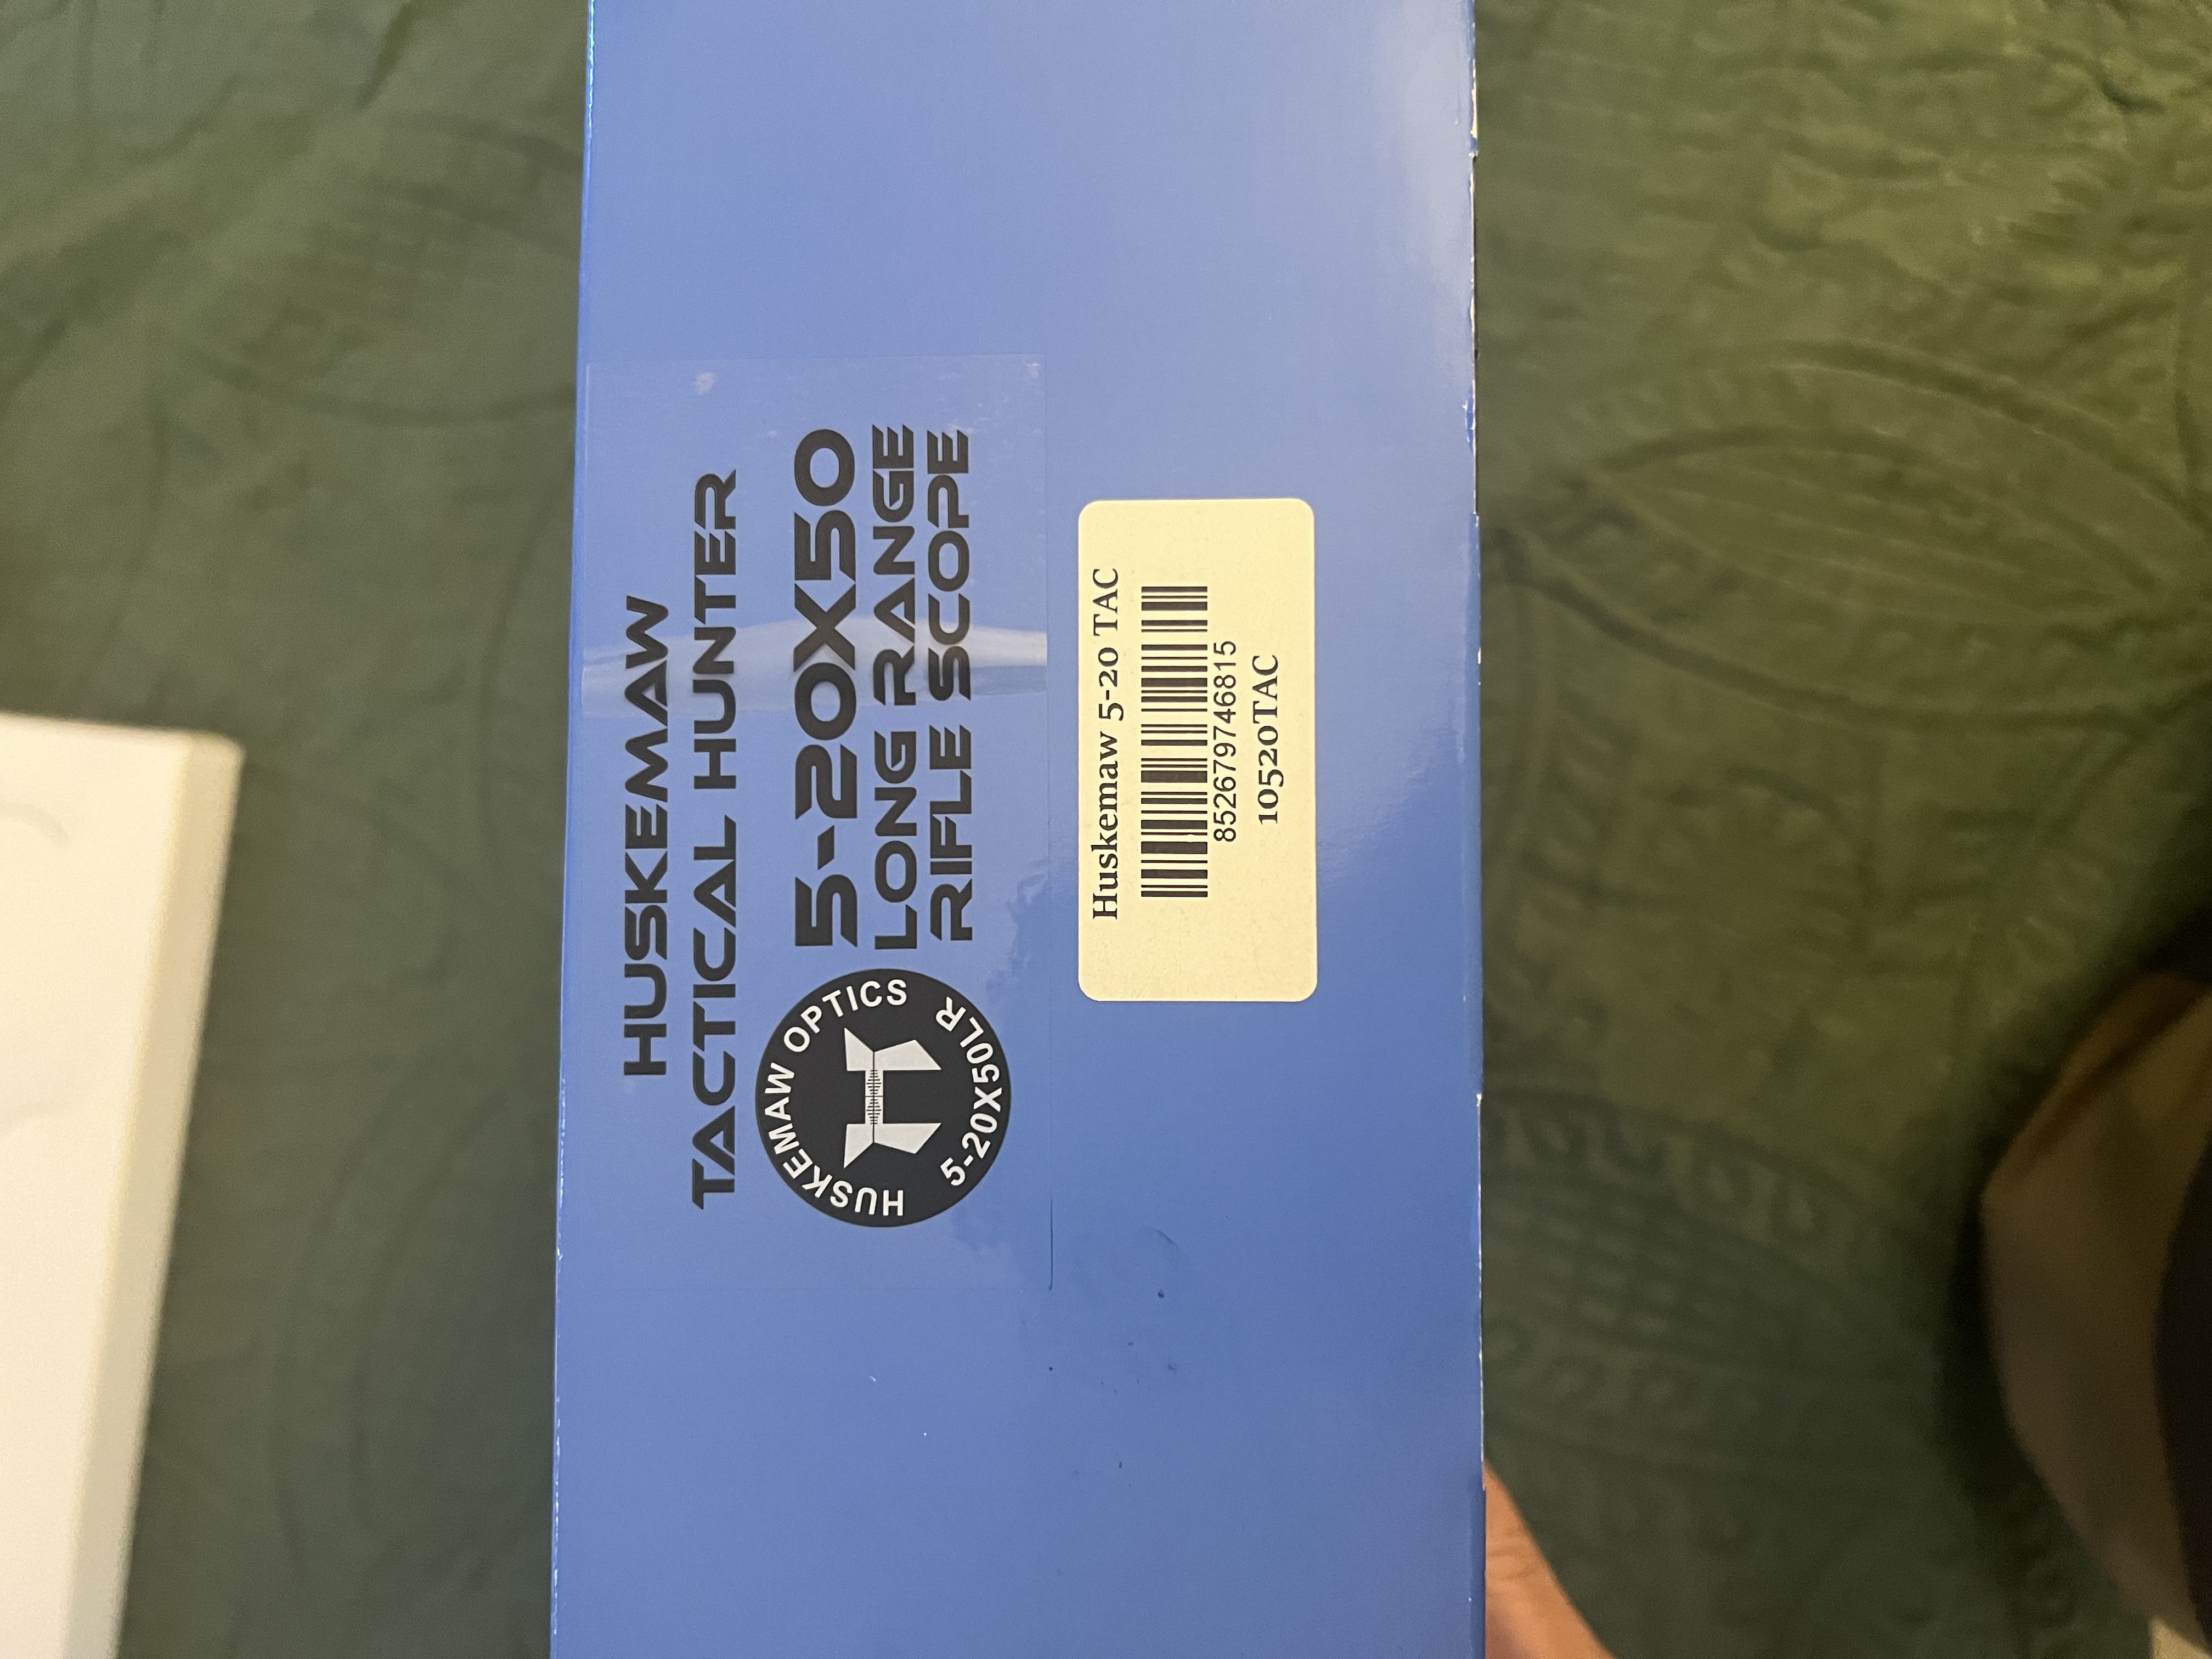 HUSKEMAW
TACTICAL HUNTER
5-20X50
LONG RANGE
RIFLE SCOPE
HUSKEMAW OPTICS
5-20X50LR
Huskemaw 5-20 TAC
852679746815
10520TAC